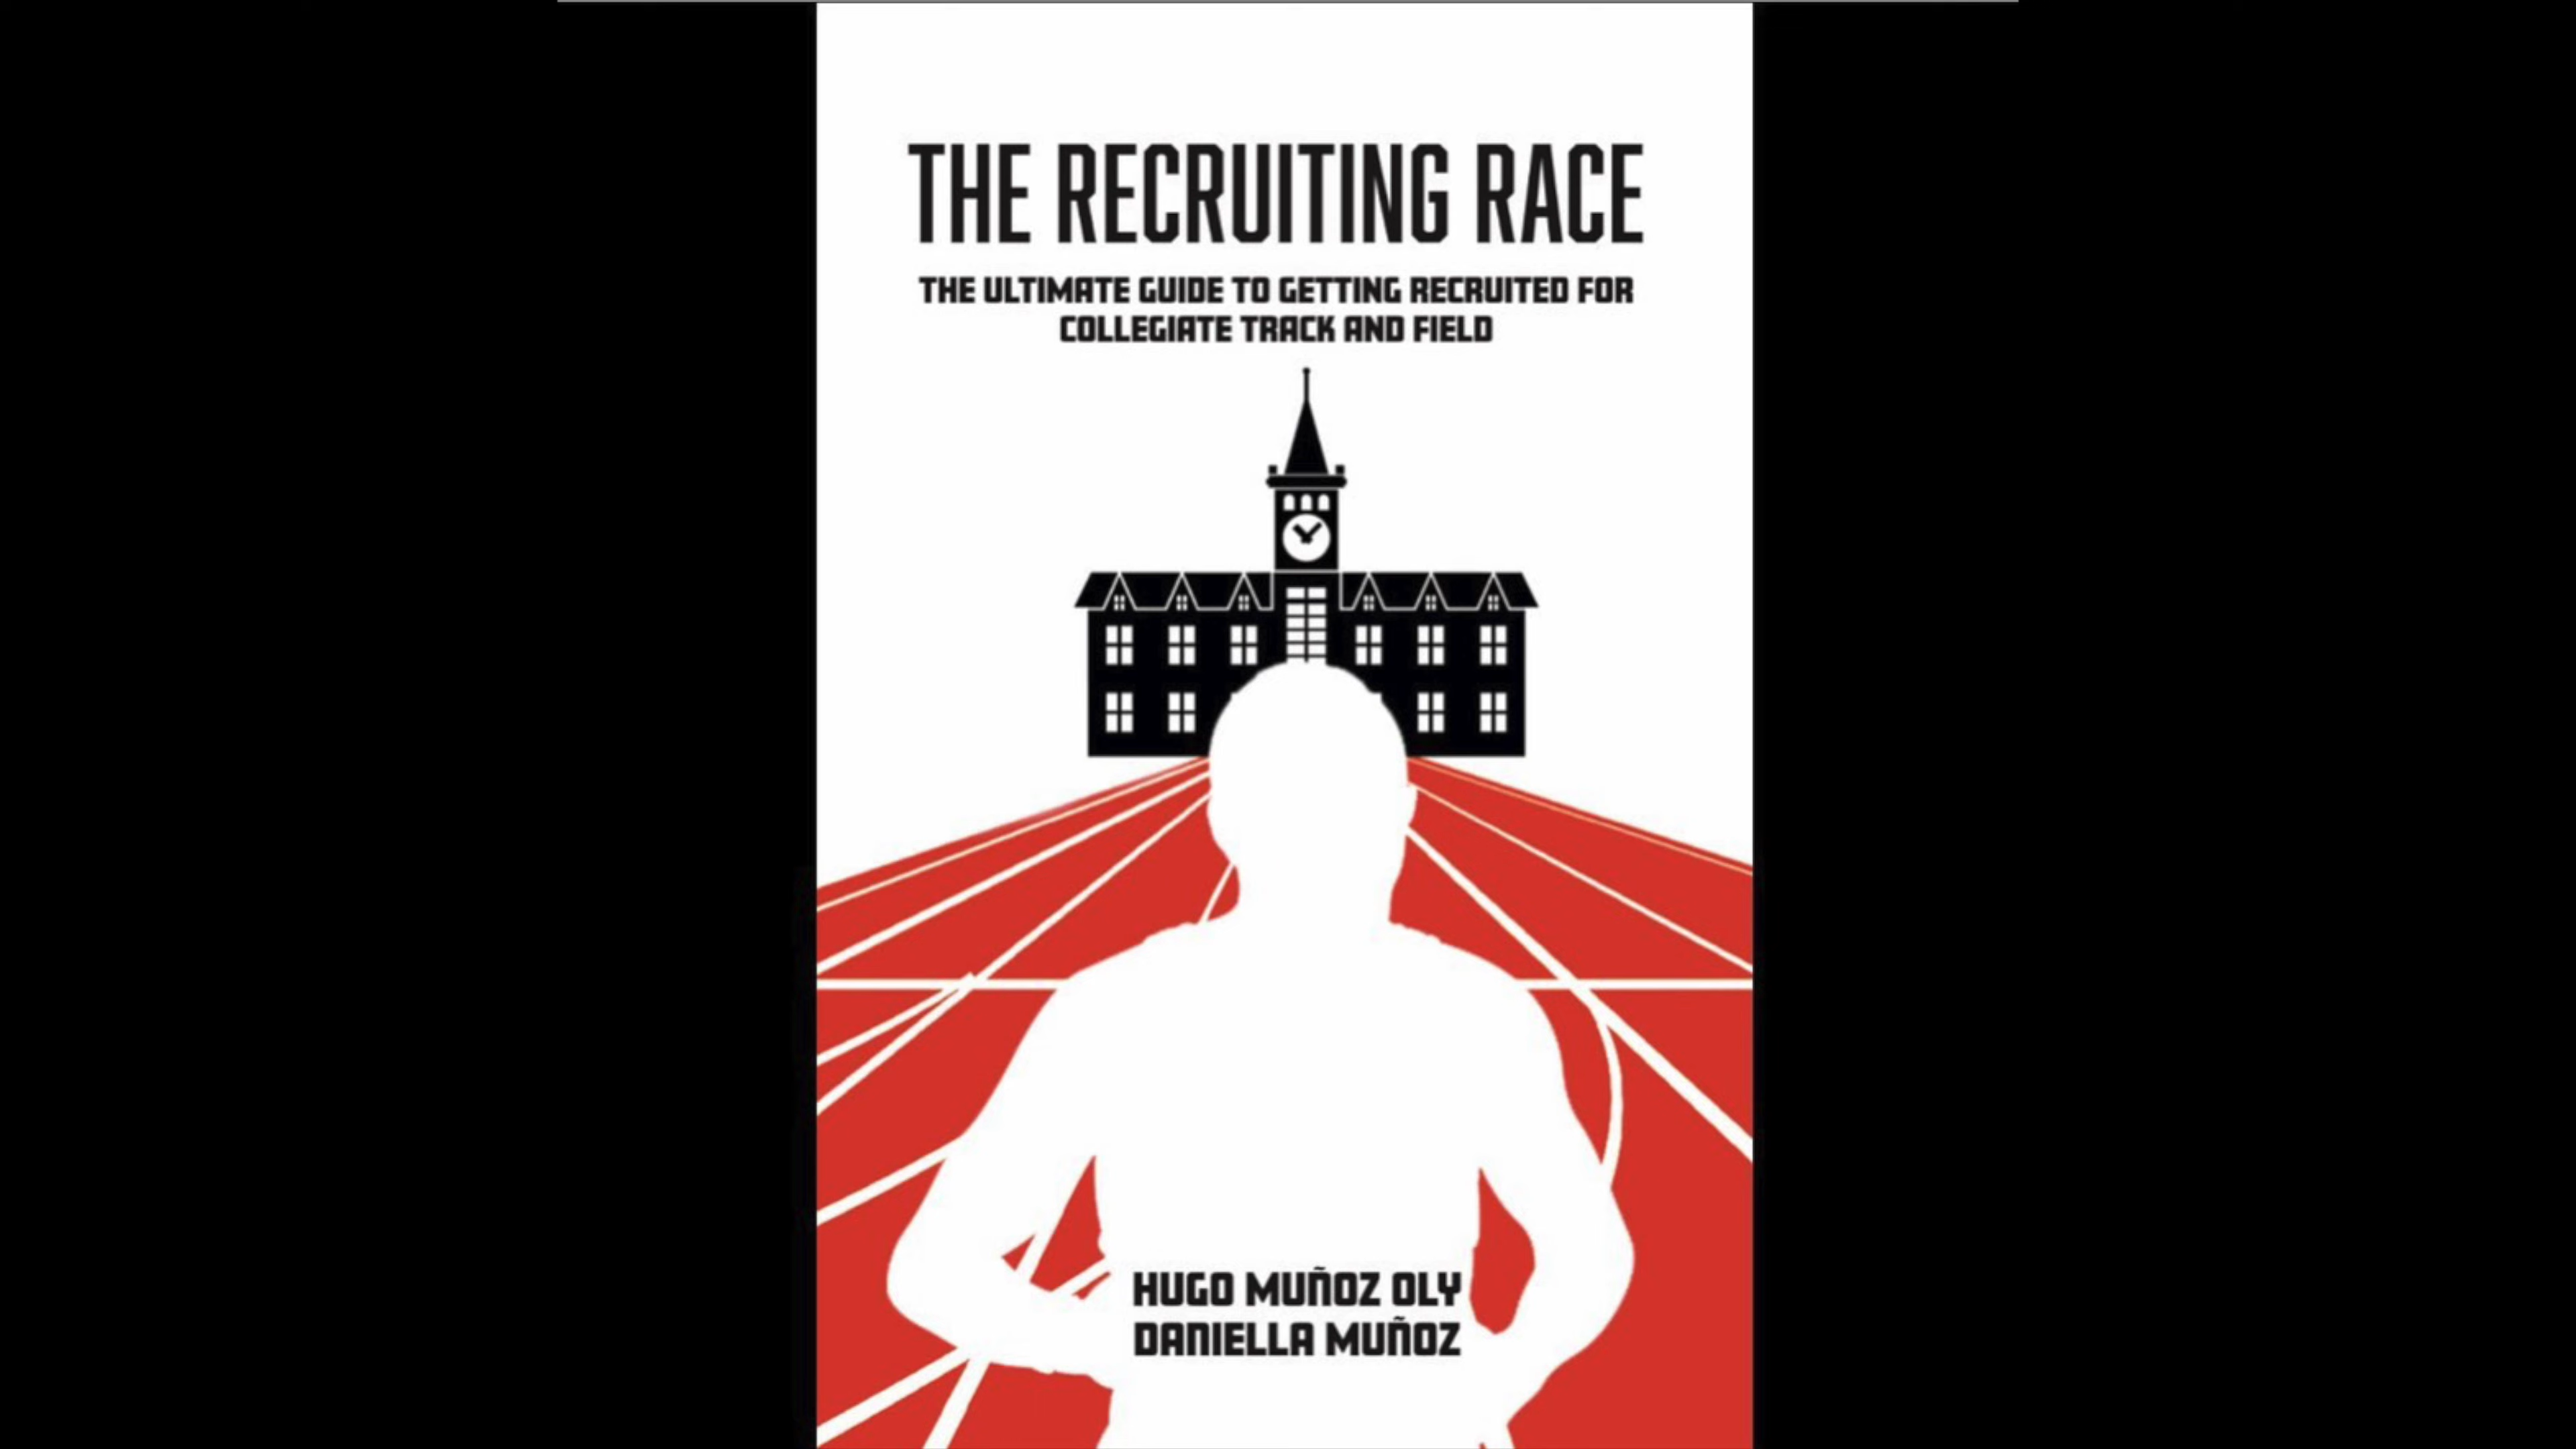 THE RECRUITING RACE
THE ULTIMATE GUIDE TO GETTING RECRUITED FOR
COLLEGIATE TRACK AND FIELD
HUGO MUÑOZ OLY
DANIELLA MUÑOZ